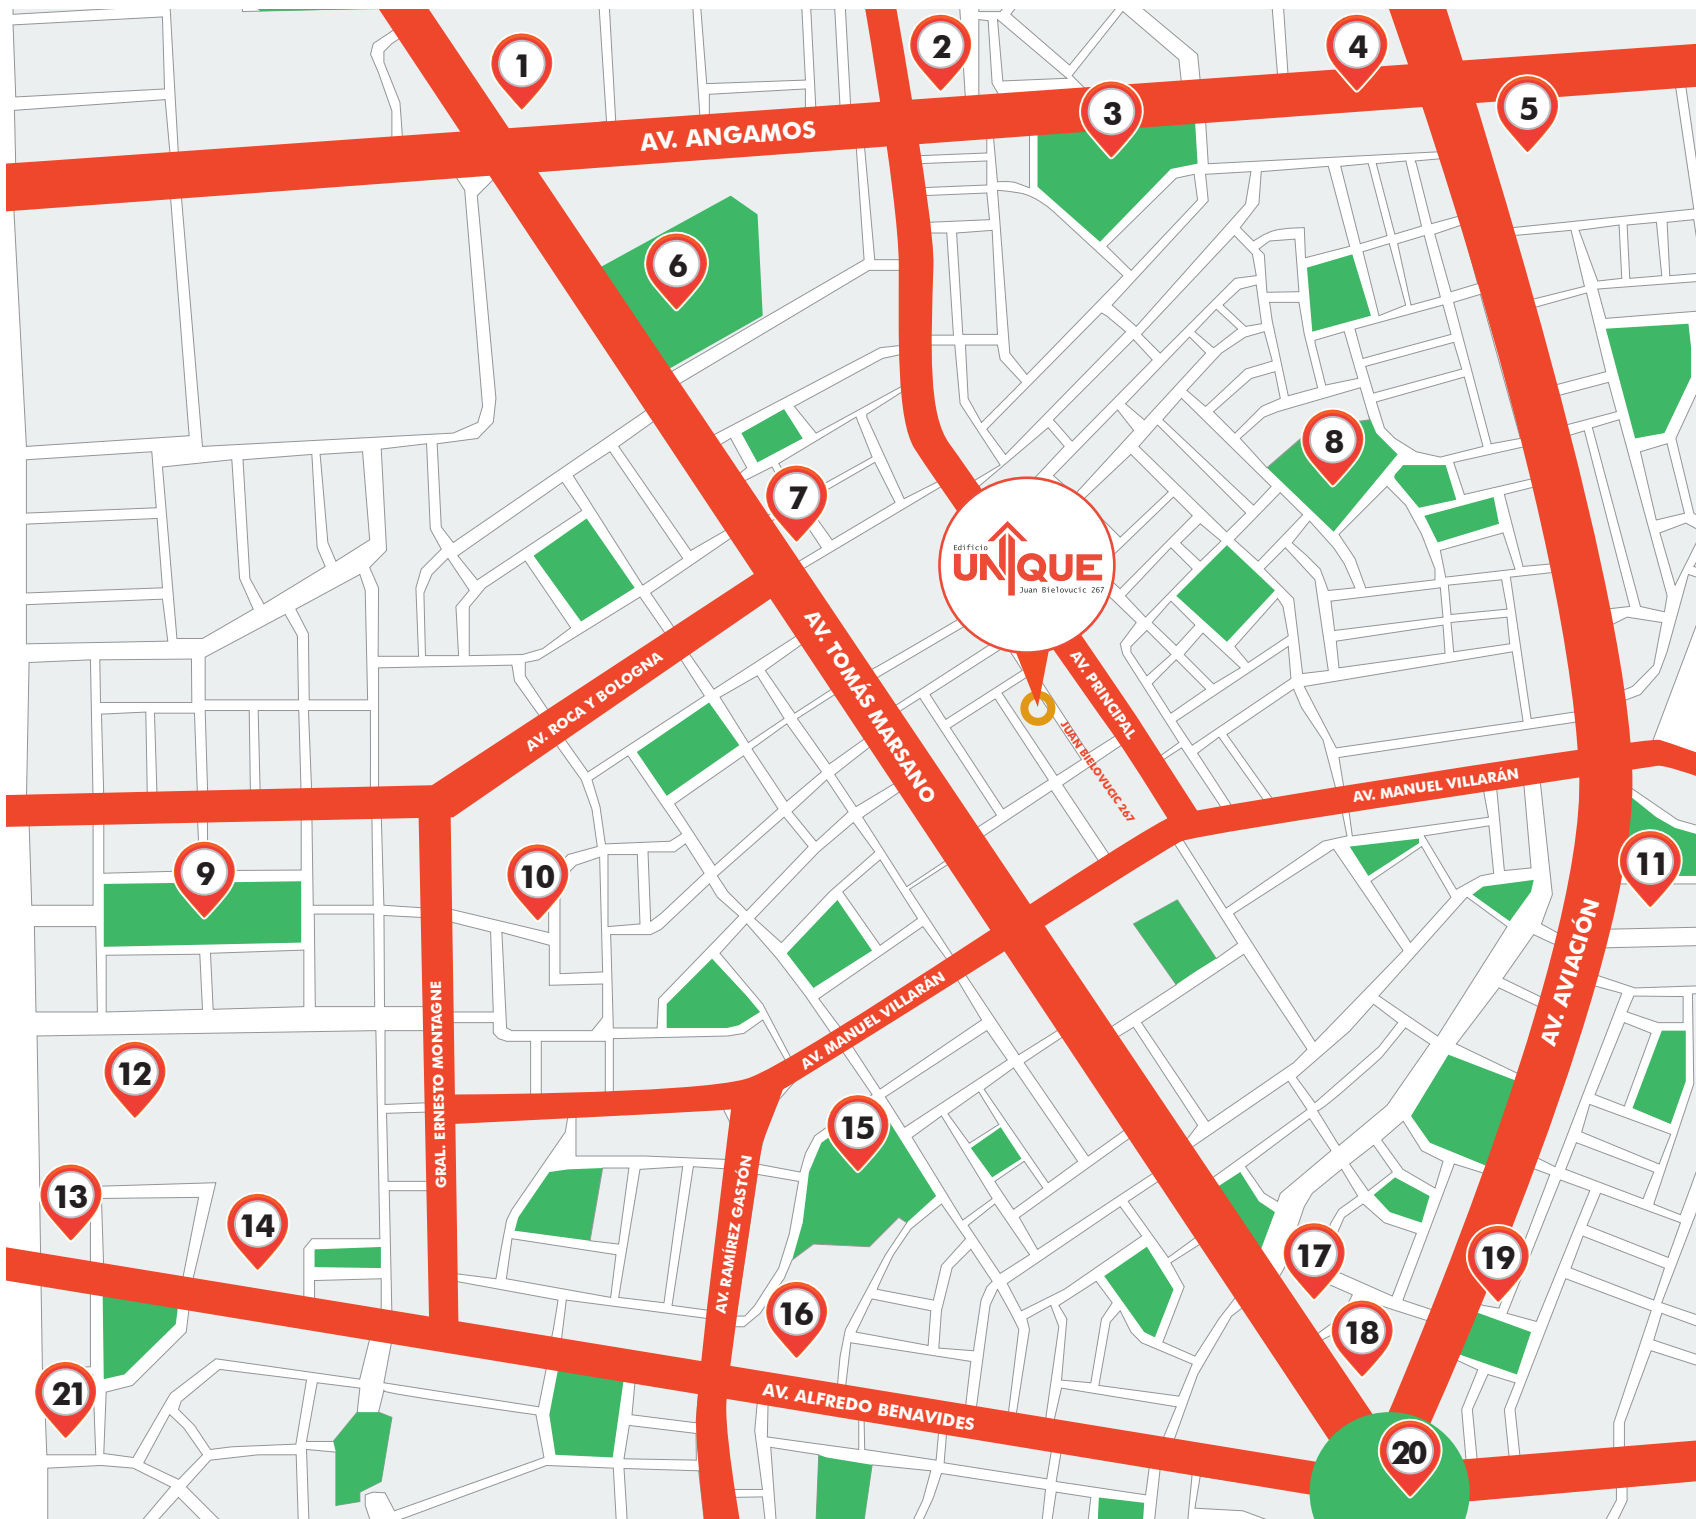 1
2
4
5
3
AV. ANGAMOS
6
8
7
Edificio
UNIQUE
Juan Bielovucic 267
AV. TOMÁS MARSANO
AV. PRINCIPAL
AV. ROCA Y BOLOGNA
JUAN BIELOVUCIC 267
AV. MANUEL VILLARÁN
9
10
11
AV. AVIACIÓN
GRAL. ERNESTO MONTAGNE
AV. MANUEL VILLARÁN
12
15
13
14
AV. RAMÍREZ GASTÓN
17
19
16
18
21
AV. ALFREDO BENAVIDES
20